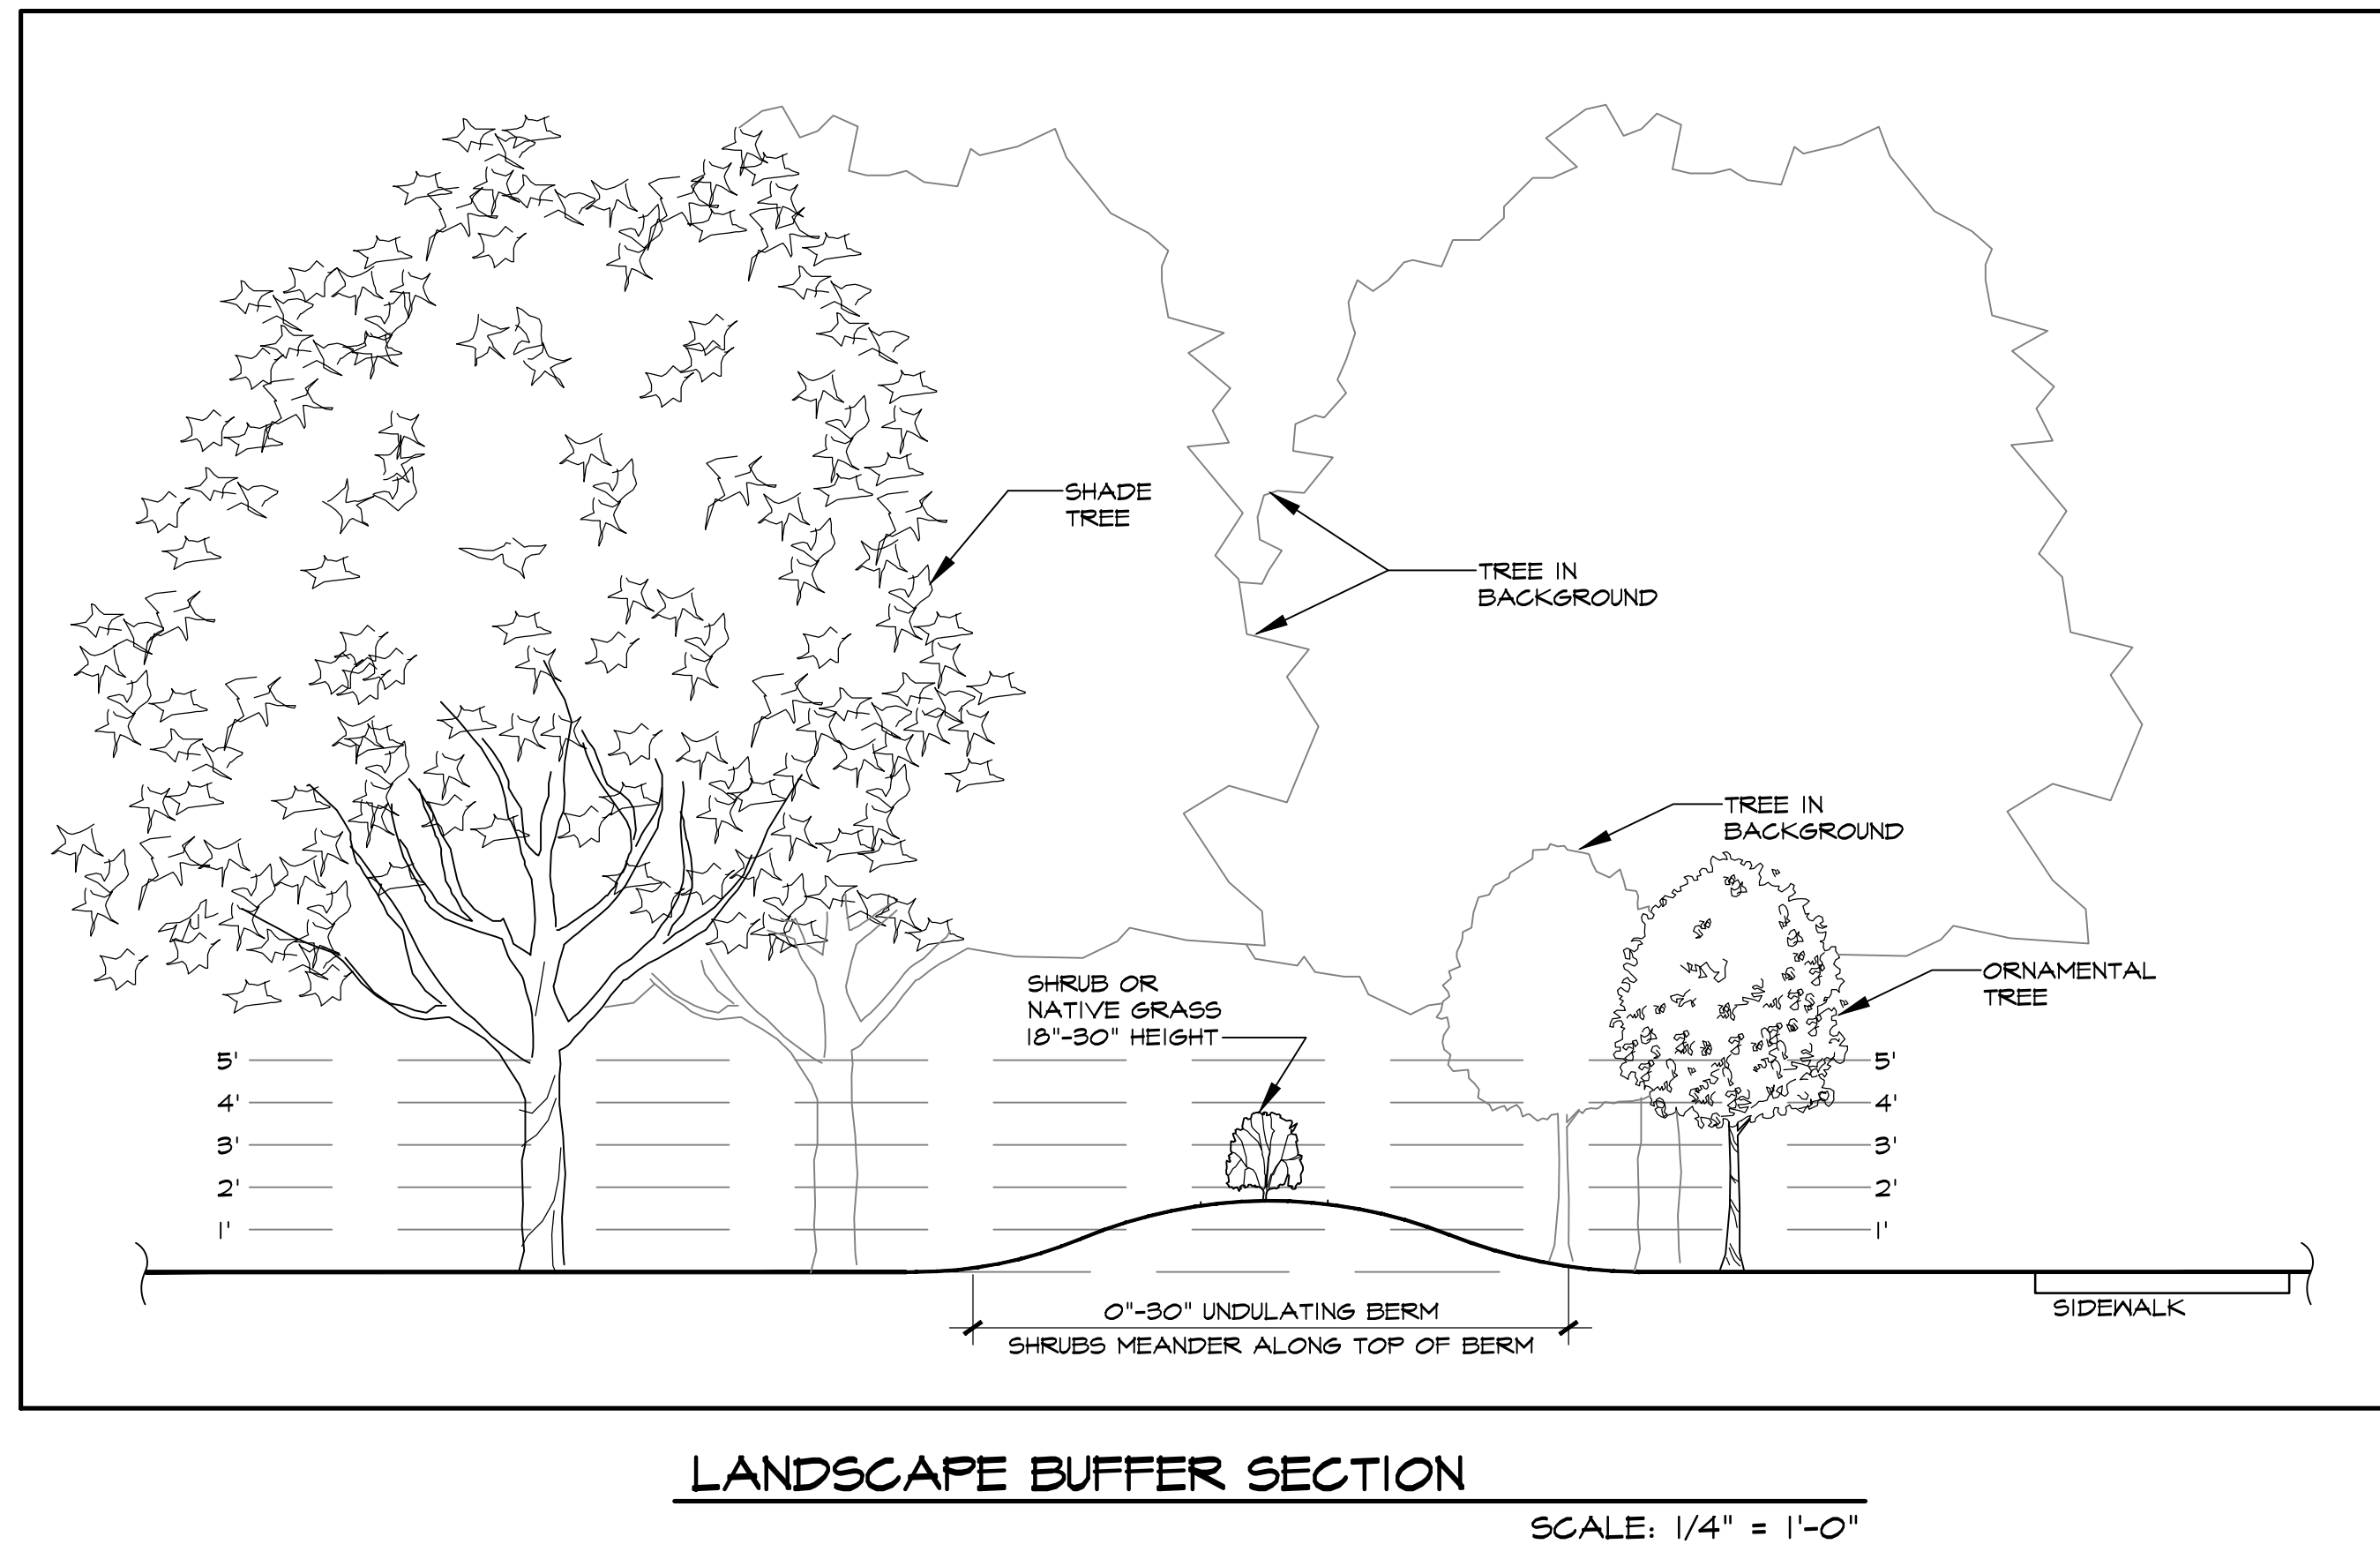 SHADE
TREE
TREE IN
BACKGROUND
TREE IN
BACKGROUND
ORNAMENTAL
TREE
SHRUB OR
NATIVE GRASS
18"-30" HEIGHT
5'
4'
3'
2'
1'
5'
4'
3'
2'
1'
0"-30" UNDULATING BERM
SHRUBS MEANDER ALONG TOP OF BERM
SIDEWALK
LANDSCAPE BUFFER SECTION
SCALE: 1/4" = 1'-0"